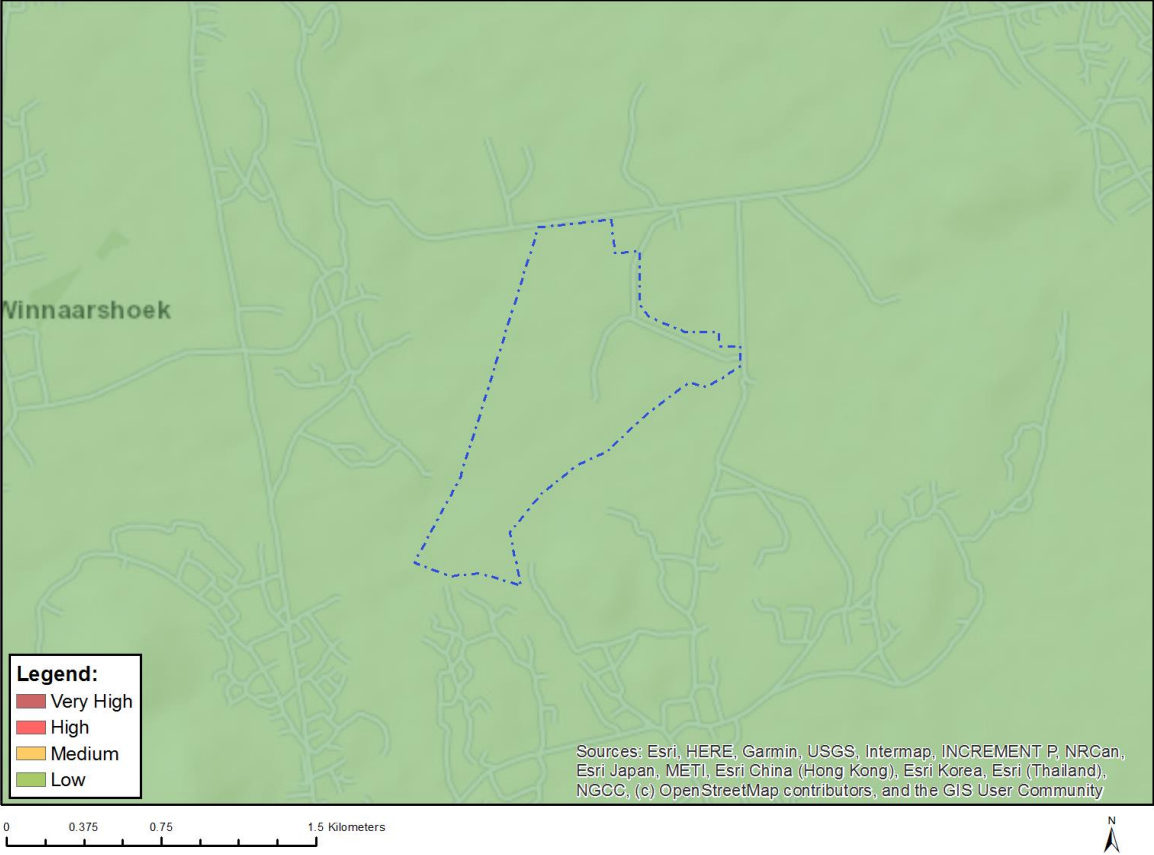 Winnaarshoek
Legend:
Very High
High
Medium
Low
Sources: Esri, HERE, Garmin, USGS, Intermap, INCREMENT P, NRCan,
Esri Japan, METI, Esri China (Hong Kong), Esri Korea, Esri (Thailand),
NGCC, (c) OpenStreetMap contributors, and the GIS User Community
0 0.375 0.75 1.5 Kilometers
N